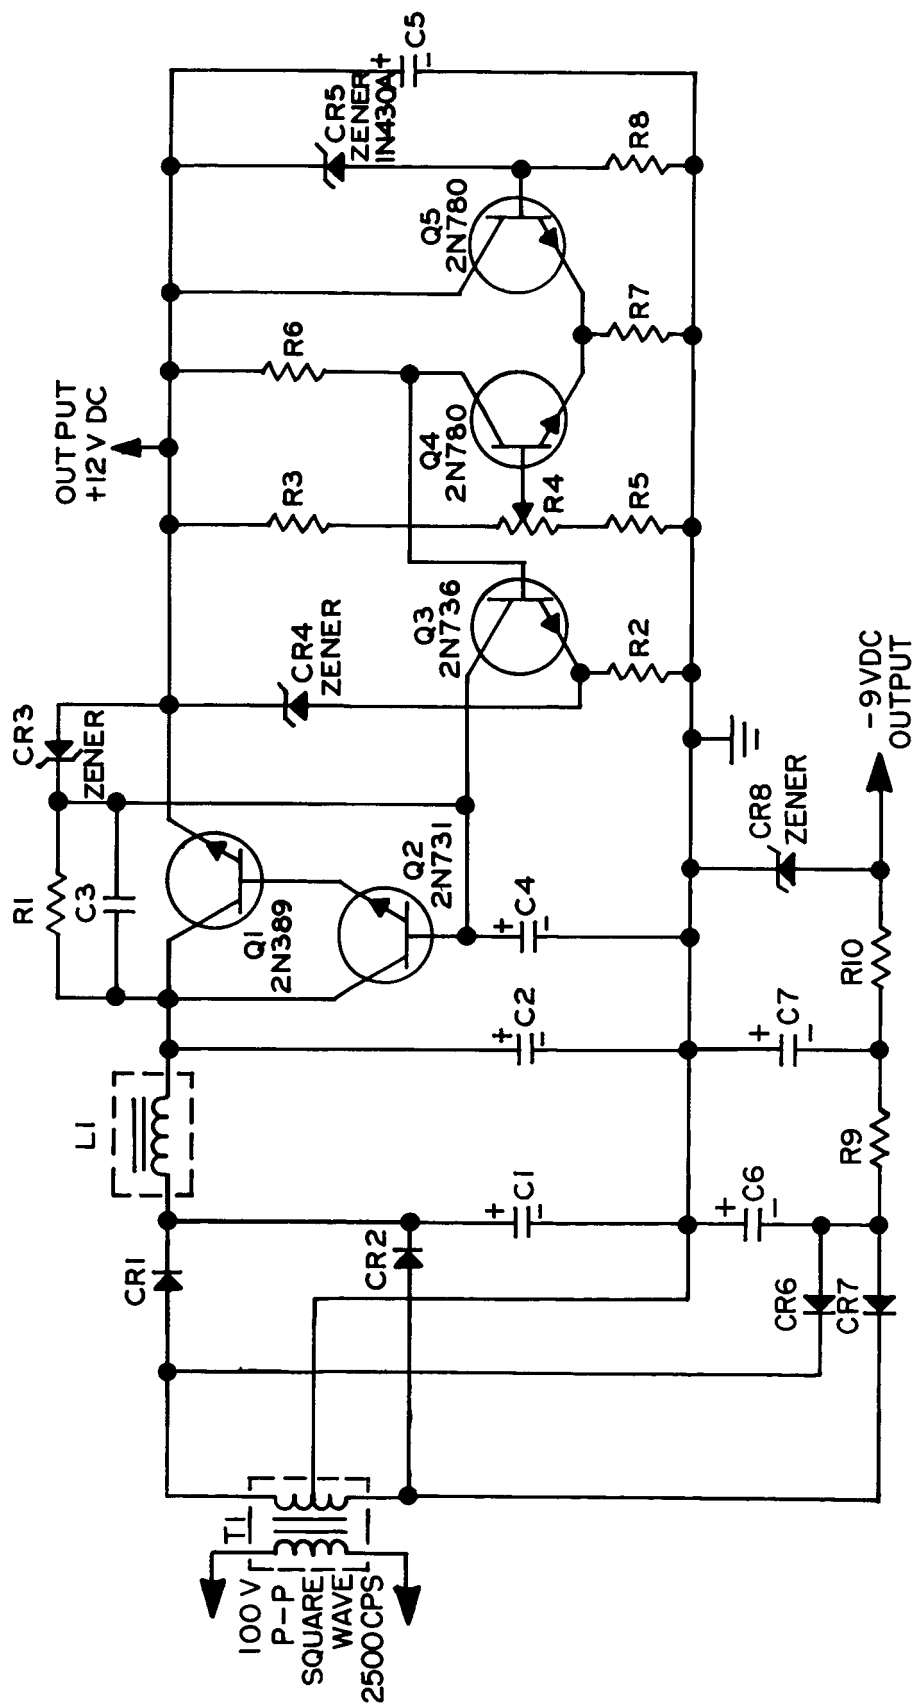 100 V
P-P
SQUARE
WAVE
2500CPS
T1
CR1
CR2
L1
C1
C2
R1
C3
CR3
ZENER
Q1
2N389
Q2
2N731
C4
OUTPUT
+12 V DC
CR4
ZENER
Q3
2N736
R2
R3
R4
R5
Q4
2N780
R6
R7
Q5
2N780
CR5
ZENER
1N430A
R8
C5
CR6
CR7
C6
R9
C7
R10
CR8
ZENER
-9VDC
OUTPUT